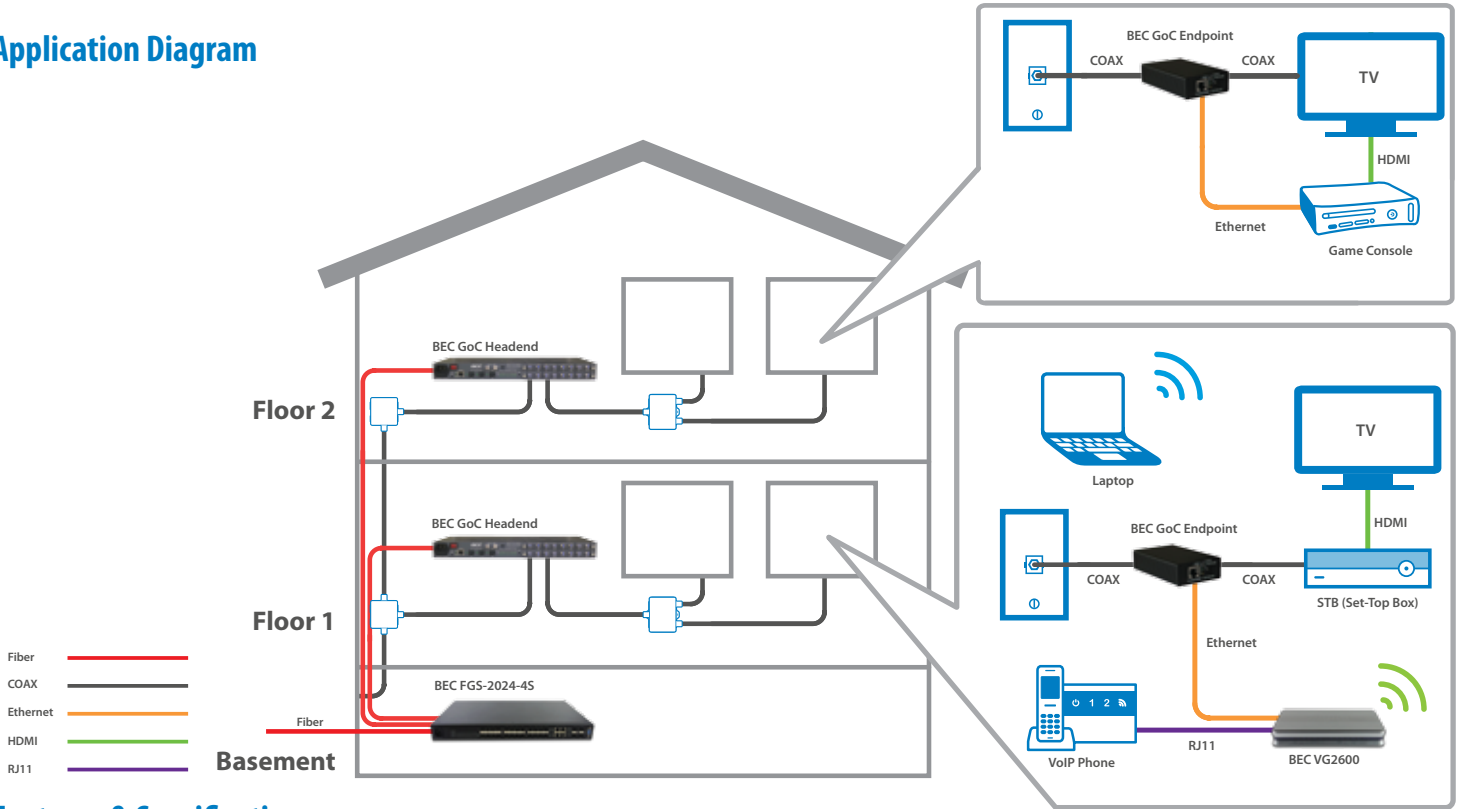 Application Diagram
BEC GoC Endpoint
COAX
COAX
TV
HDMI
Ethernet
Game Console
BEC GoC Headend
Floor 2
BEC GoC Headend
Floor 1
TV
Laptop
HDMI
BEC GoC Endpoint
COAX
COAX
STB (Set-Top Box)
Ethernet
1 2
VoIP Phone
RJ11
BEC VG2600
BEC FGS-2024-4S
Fiber
Basement
Fiber
COAX
Ethernet
HDMI
RJ11